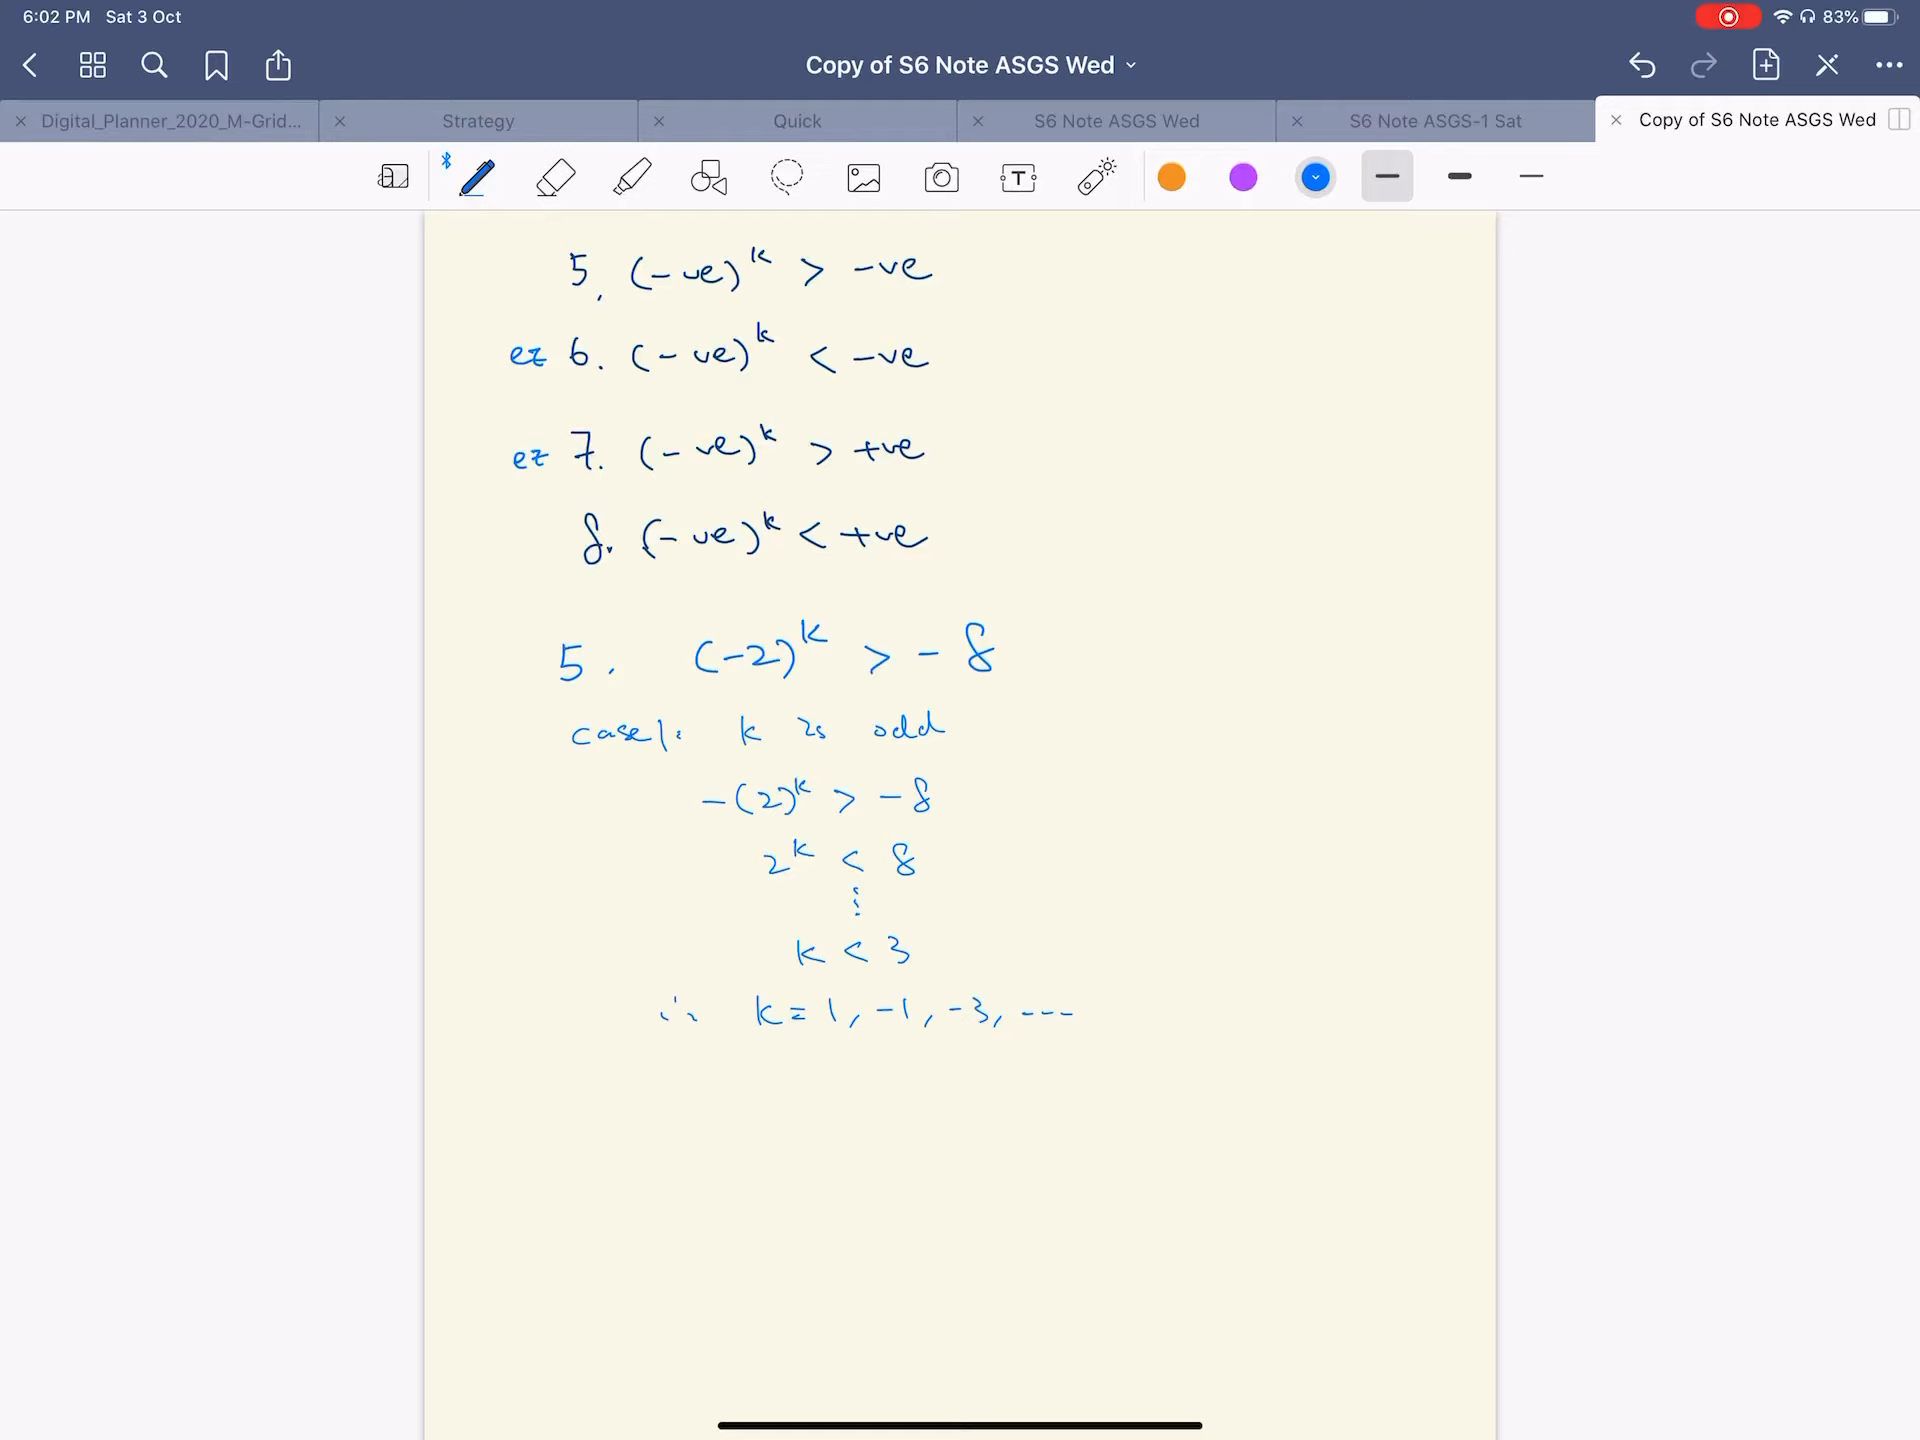 6:02 PM Sat 3 Oct
83%
Copy of S6 Note ASGS Wed
Digital_Planner_2020_M-Grid...
Strategy
Quick
S6 Note ASGS Wed
S6 Note ASGS-1 Sat
Copy of S6 Note ASGS Wed
5. (-ve)^k > -ve
ez 6. (-ve)^k < -ve
ez 7. (-ve)^k > +ve
8. (-ve)^k < +ve
5. (-2)^k > -8
case 1: k is odd
-(2)^k > -8
2^k < 8
⋮
k < 3
∴ k = 1, -1, -3, ---